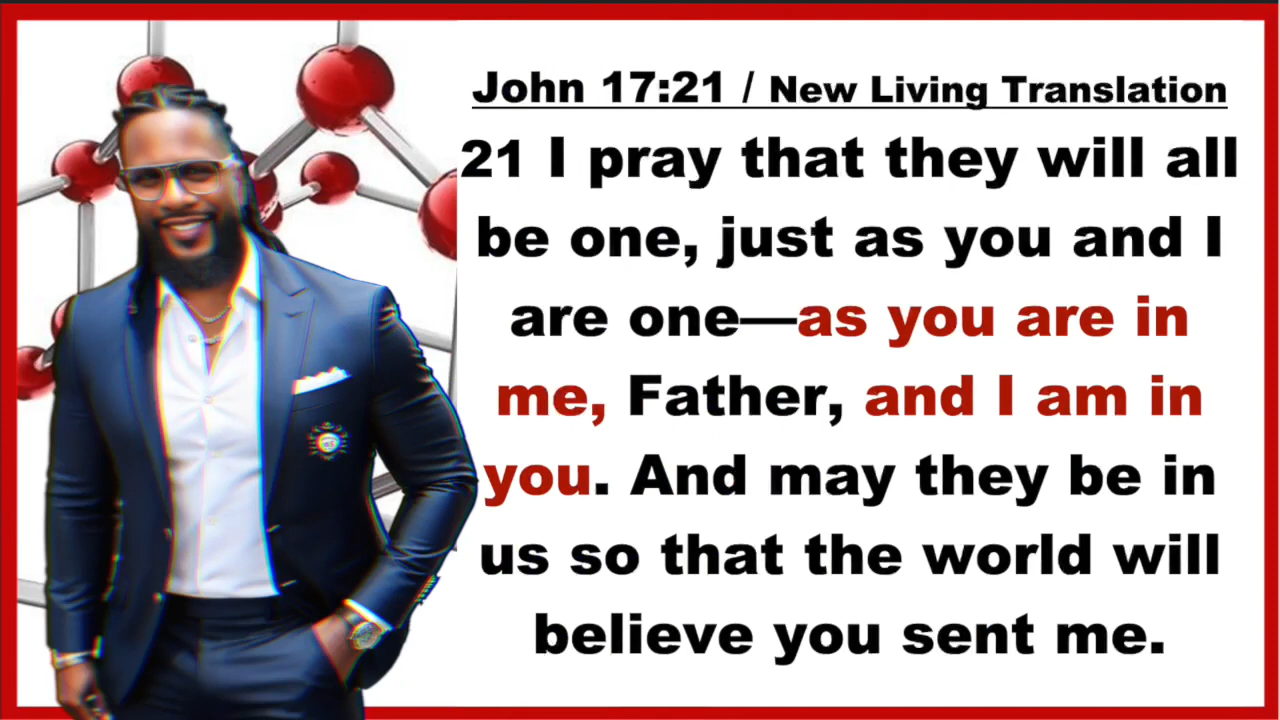 John 17:21 / New Living Translation
21 I pray that they will all
be one, just as you and I
are one—as you are in
me, Father, and I am in
you. And may they be in
us so that the world will
believe you sent me.